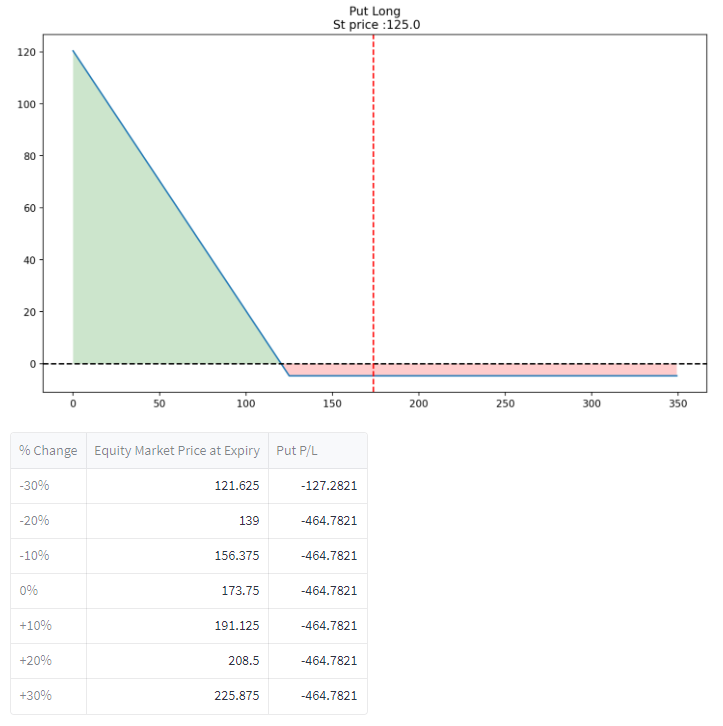 Put Long
St price :125.0
120
100
80
60
40
20
0
0 50 100 150 200 250 300 350
% Change Equity Market Price at Expiry Put P/L
-30% 121.625 -127.2821
-20% 139 -464.7821
-10% 156.375 -464.7821
0% 173.75 -464.7821
+10% 191.125 -464.7821
+20% 208.5 -464.7821
+30% 225.875 -464.7821